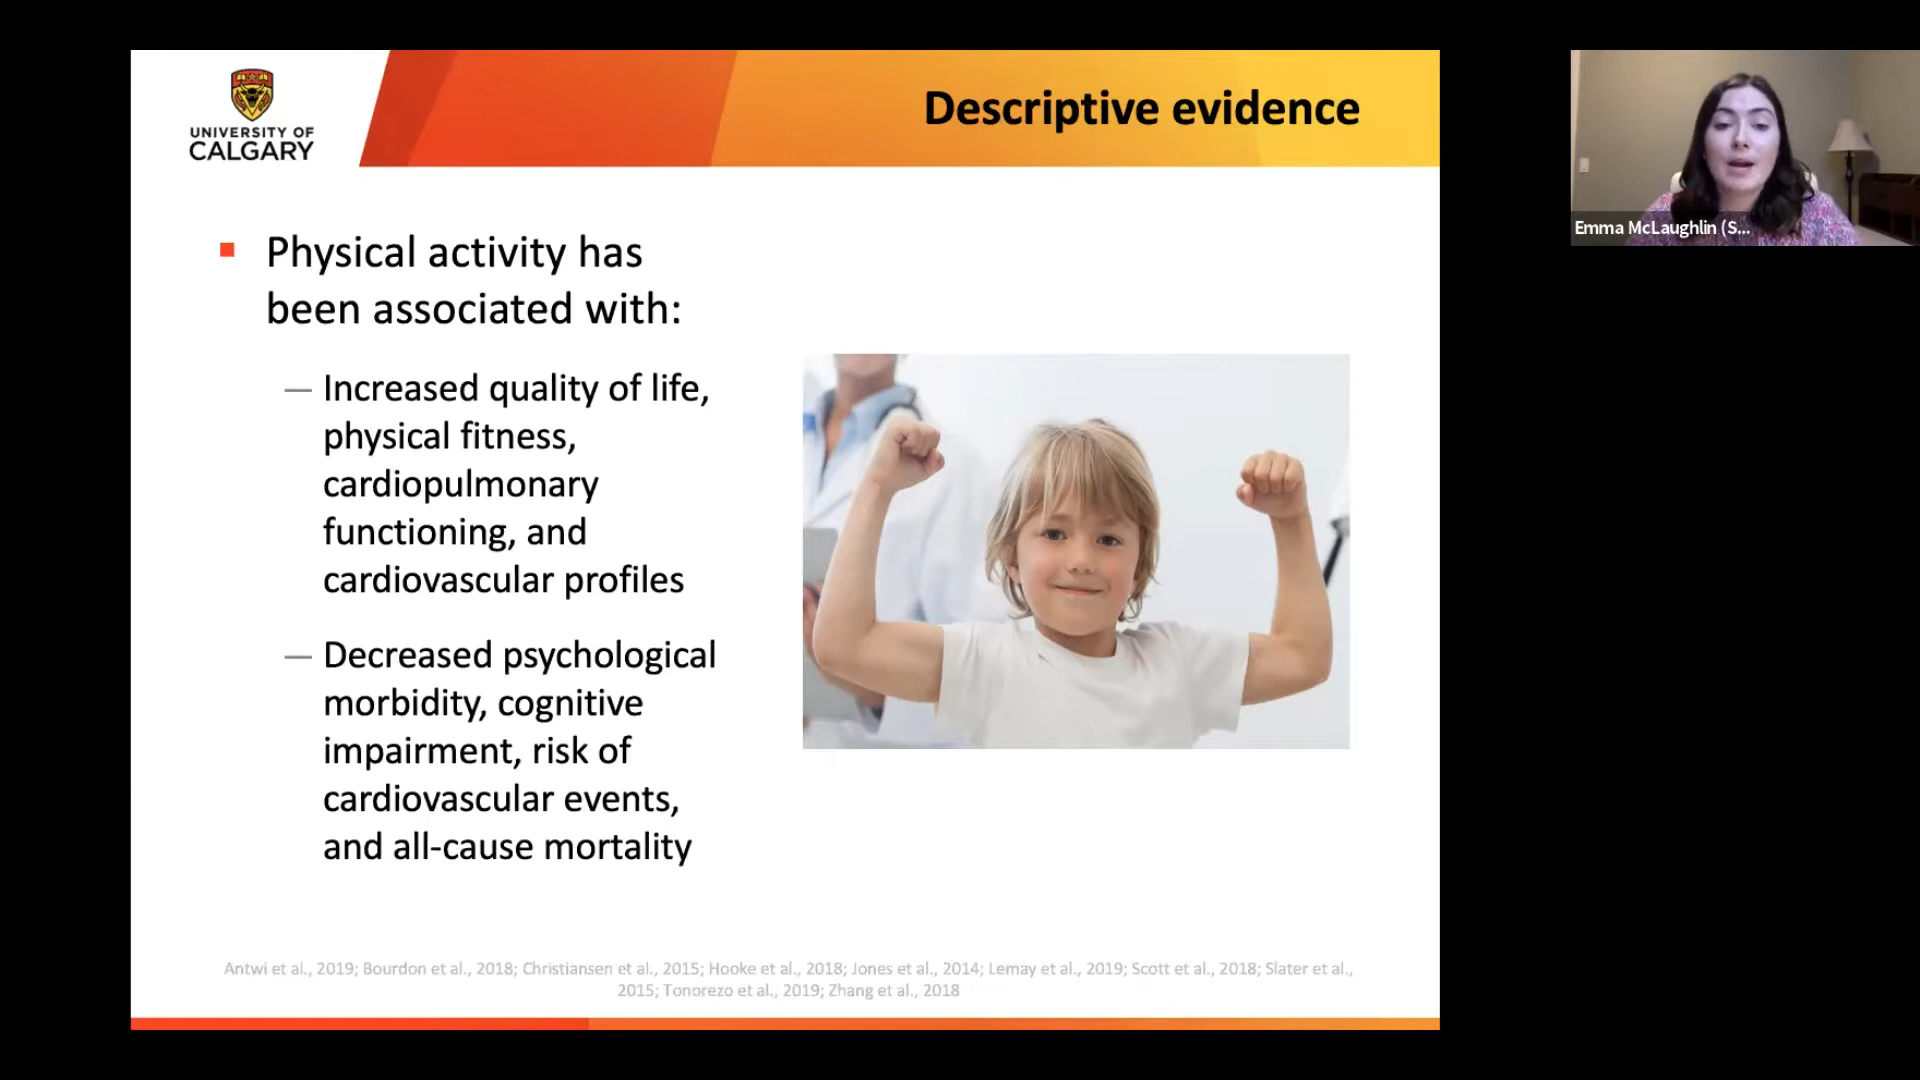 UNIVERSITY OF
CALGARY
Descriptive evidence
Physical activity has
been associated with:
— Increased quality of life,
physical fitness,
cardiopulmonary
functioning, and
cardiovascular profiles
— Decreased psychological
morbidity, cognitive
impairment, risk of
cardiovascular events,
and all-cause mortality
Antwi et al., 2019; Bourdon et al., 2018; Christiansen et al., 2015; Hooke et al., 2018; Jones et al., 2014; Lemay et al., 2019; Scott et al., 2018; Slater et al.,
2015; Tonorezo et al., 2019; Zhang et al., 2018
Emma McLaughlin (S...